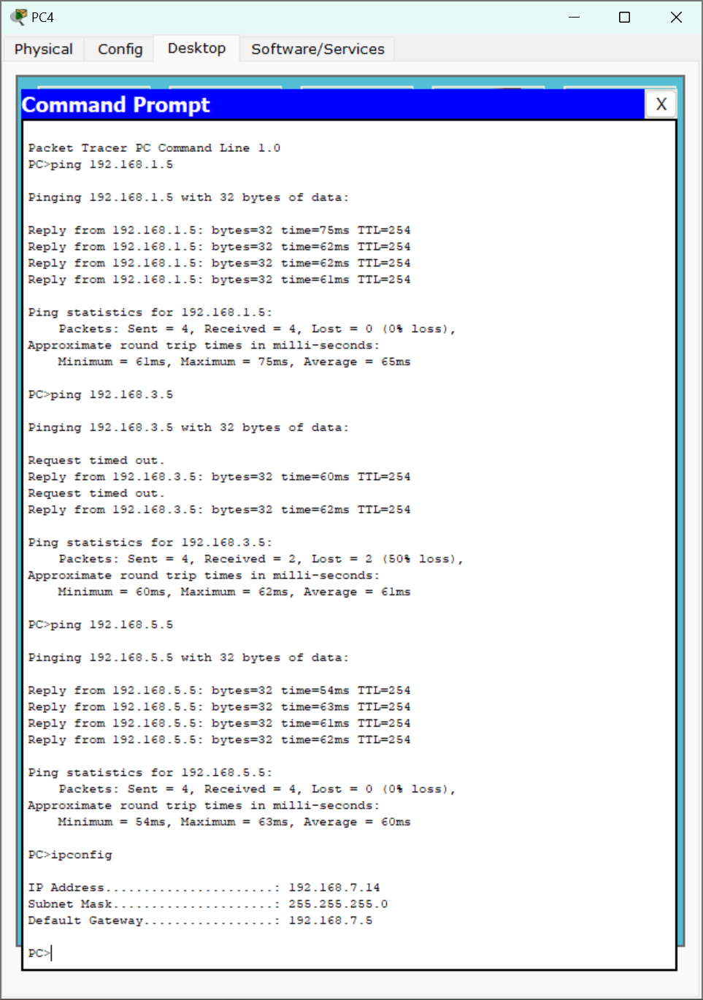 PC4
Physical Config Desktop Software/Services
Command Prompt X
Packet Tracer PC Command Line 1.0
PC>ping 192.168.1.5
Pinging 192.168.1.5 with 32 bytes of data:
Reply from 192.168.1.5: bytes=32 time=75ms TTL=254
Reply from 192.168.1.5: bytes=32 time=62ms TTL=254
Reply from 192.168.1.5: bytes=32 time=62ms TTL=254
Reply from 192.168.1.5: bytes=32 time=61ms TTL=254
Ping statistics for 192.168.1.5:
Packets: Sent = 4, Received = 4, Lost = 0 (0% loss),
Approximate round trip times in milli-seconds:
Minimum = 61ms, Maximum = 75ms, Average = 65ms
PC>ping 192.168.3.5
Pinging 192.168.3.5 with 32 bytes of data:
Request timed out.
Reply from 192.168.3.5: bytes=32 time=60ms TTL=254
Request timed out.
Reply from 192.168.3.5: bytes=32 time=62ms TTL=254
Ping statistics for 192.168.3.5:
Packets: Sent = 4, Received = 2, Lost = 2 (50% loss),
Approximate round trip times in milli-seconds:
Minimum = 60ms, Maximum = 62ms, Average = 61ms
PC>ping 192.168.5.5
Pinging 192.168.5.5 with 32 bytes of data:
Reply from 192.168.5.5: bytes=32 time=54ms TTL=254
Reply from 192.168.5.5: bytes=32 time=63ms TTL=254
Reply from 192.168.5.5: bytes=32 time=61ms TTL=254
Reply from 192.168.5.5: bytes=32 time=62ms TTL=254
Ping statistics for 192.168.5.5:
Packets: Sent = 4, Received = 4, Lost = 0 (0% loss),
Approximate round trip times in milli-seconds:
Minimum = 54ms, Maximum = 63ms, Average = 60ms
PC>ipconfig
IP Address......................: 192.168.7.14
Subnet Mask.....................: 255.255.255.0
Default Gateway.................: 192.168.7.5
PC>